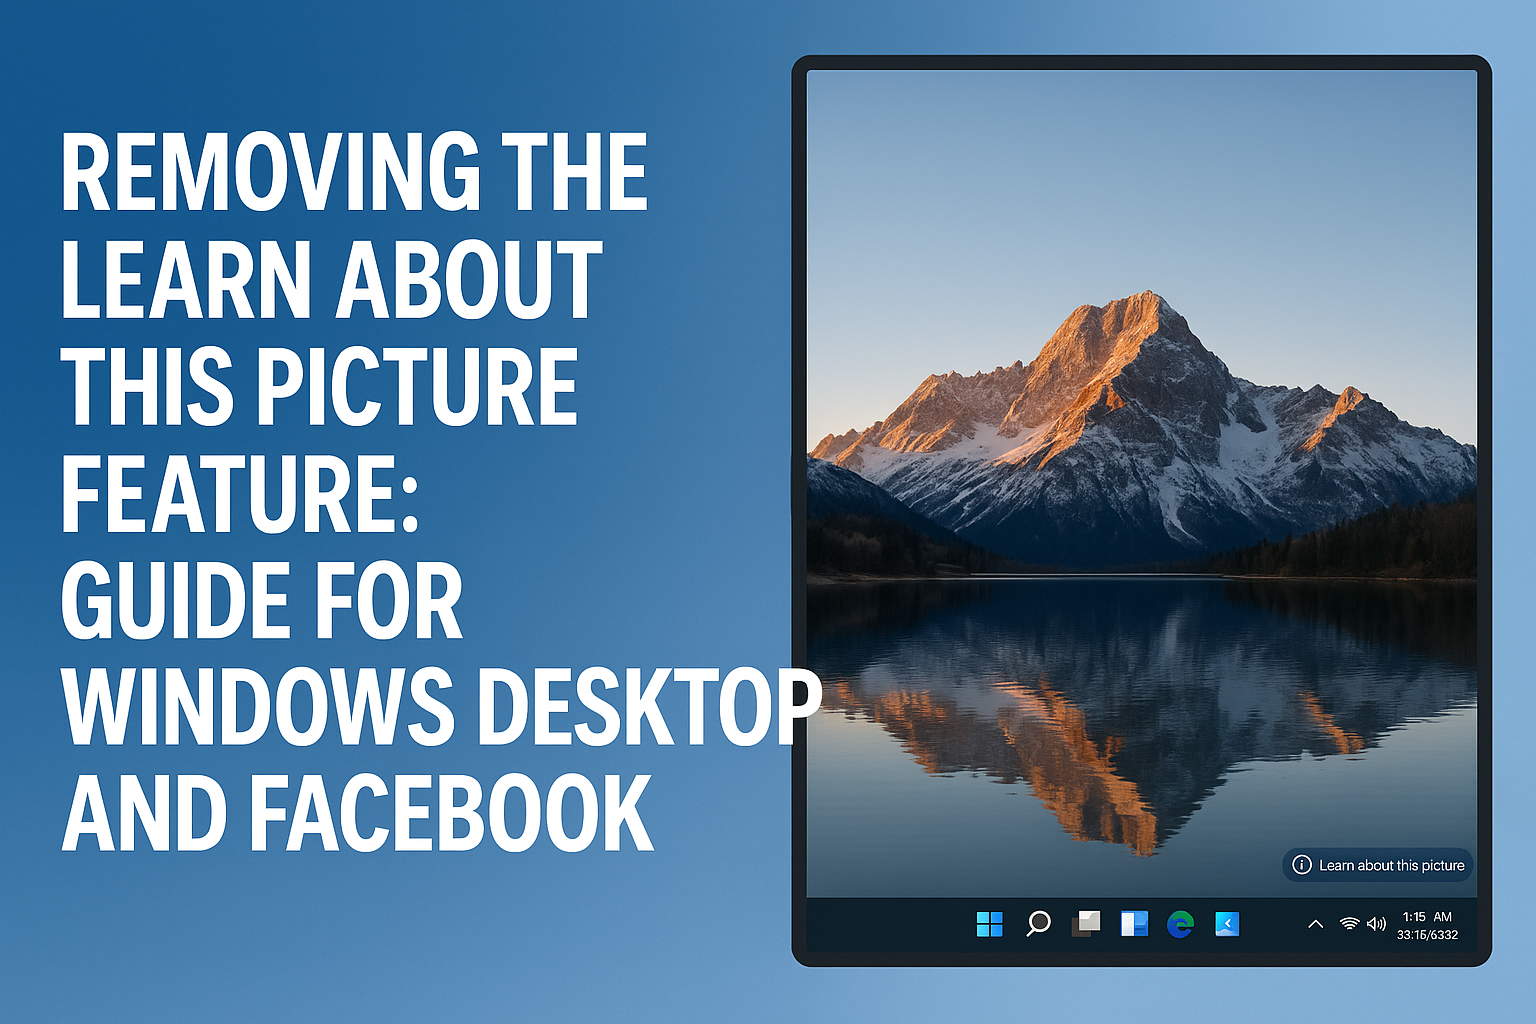 REMOVING THE
LEARN ABOUT
THIS PICTURE
FEATURE:
GUIDE FOR
WINDOWS DESKTOP
AND FACEBOOK
Learn about this picture
1:15 AM
33:15/6332